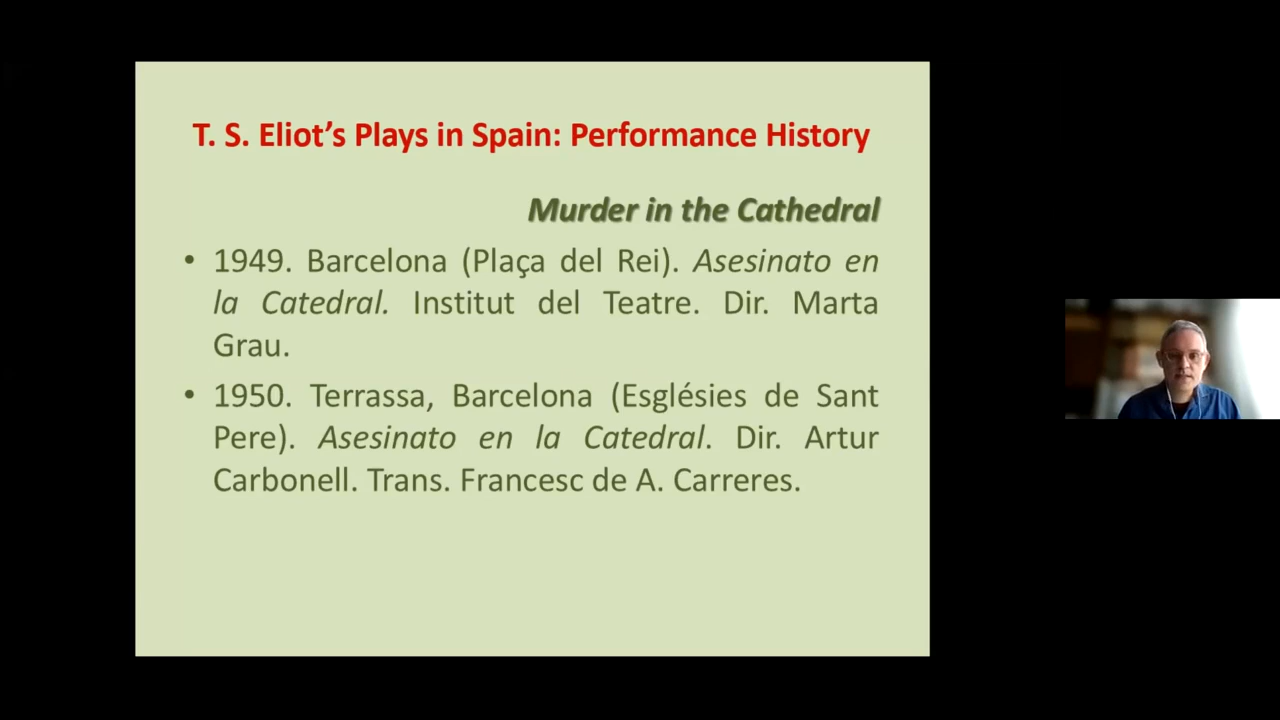 T. S. Eliot’s Plays in Spain: Performance History
Murder in the Cathedral
• 1949. Barcelona (Plaça del Rei). Asesinato en
la Catedral. Institut del Teatre. Dir. Marta
Grau.
• 1950. Terrassa, Barcelona (Esglésies de Sant
Pere). Asesinato en la Catedral. Dir. Artur
Carbonell. Trans. Francesc de A. Carreres.